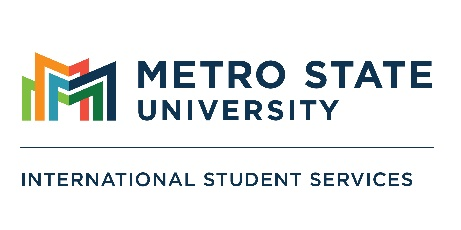 METRO STATE
UNIVERSITY
INTERNATIONAL STUDENT SERVICES